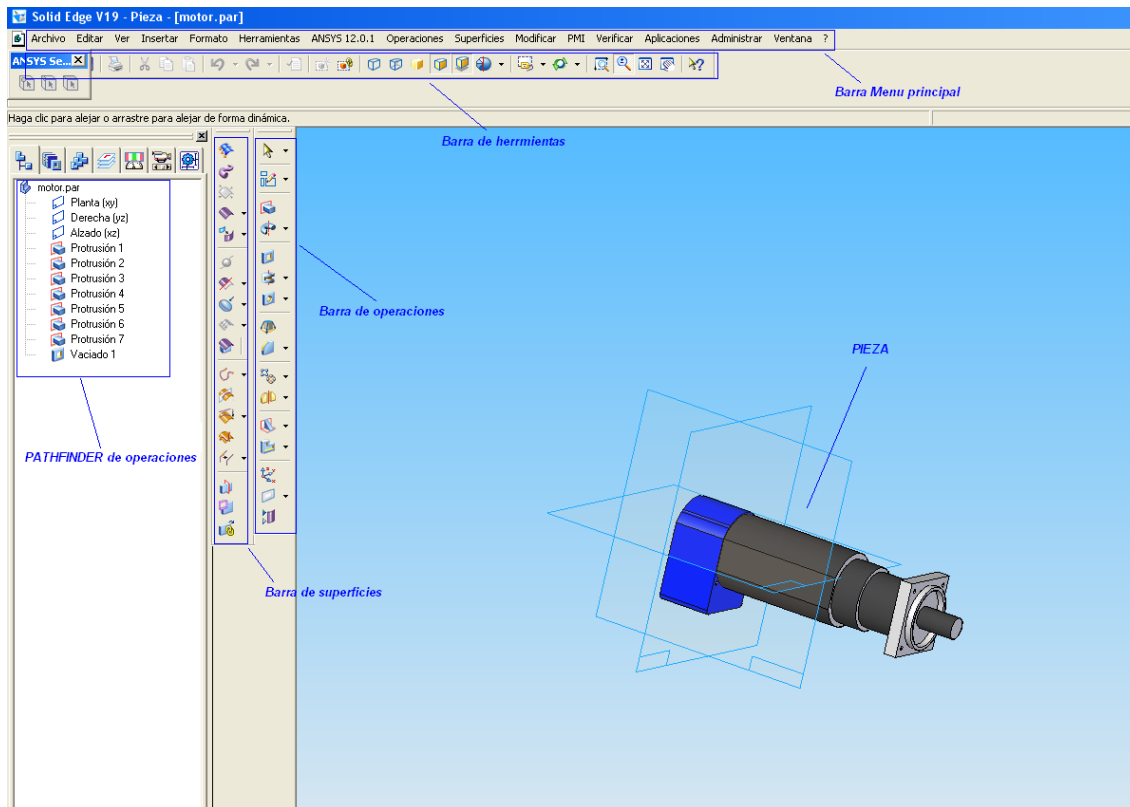 Solid Edge V19 - Pieza - [motor.par]
Archivo Editar Ver Insertar Formato Herramientas ANSYS 12.0.1 Operaciones Superficies Modificar PMI Verificar Aplicaciones Administrar Ventana ?
ANSYS Se...
Barra Menu principal
Haga clic para alejar o arrastre para alejar de forma dinámica.
Barra de herrmientas
motor.par
Planta (xy)
Derecha (yz)
Alzado (xz)
Protrusión 1
Protrusión 2
Protrusión 3
Protrusión 4
Protrusión 5
Protrusión 6
Protrusión 7
Vaciado 1
Barra de operaciones
PIEZA
PATHFINDER de operaciones
Barra de superficies